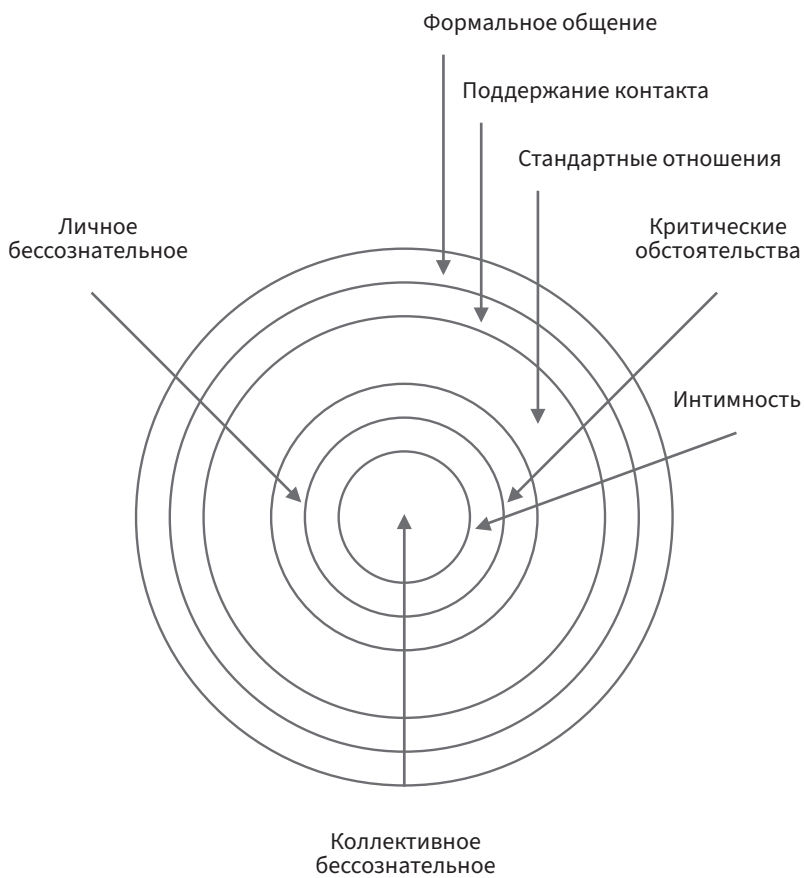 Формальное общение
Поддержание контакта
Стандартные отношения
Личное
бессознательное
Критические
обстоятельства
Интимность
Коллективное
бессознательное